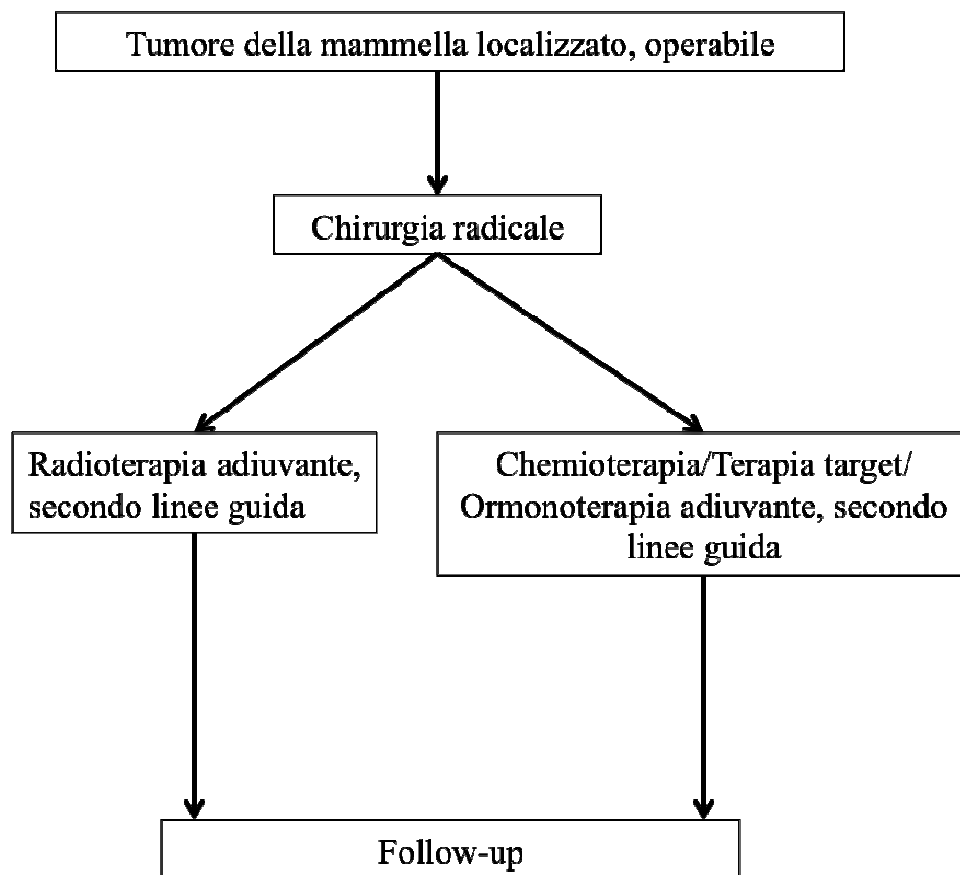 Tumore della mammella localizzato, operabile
Chirurgia radicale
Radioterapia adiuvante,
secondo linee guida
Chemioterapia/Terapia target/
Ormonoterapia adiuvante, secondo
linee guida
Follow-up